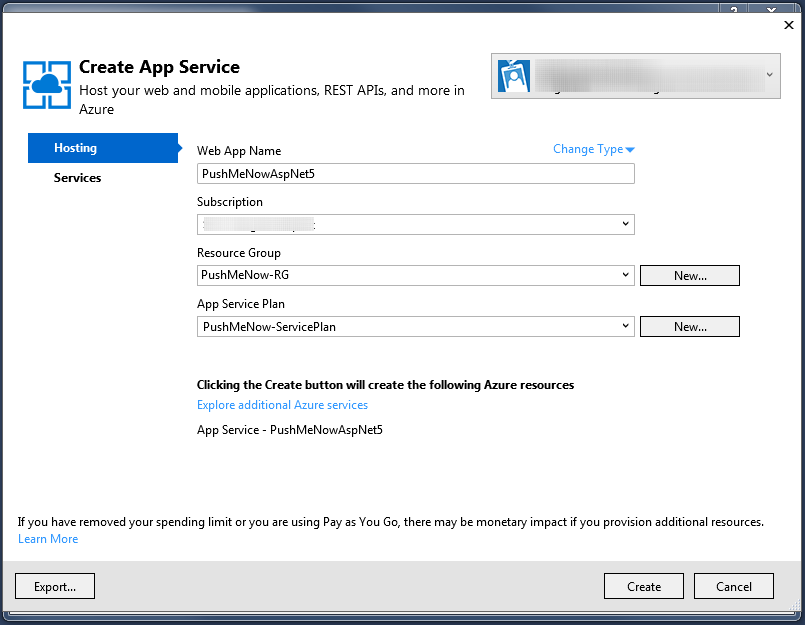 Create App Service
Host your web and mobile applications, REST APIs, and more in
Azure
Hosting
Services
Web App Name
Change Type
PushMeNowAspNet5
Subscription
Resource Group
PushMeNow-RG
New...
App Service Plan
PushMeNow-ServicePlan
New...
Clicking the Create button will create the following Azure resources
Explore additional Azure services
App Service - PushMeNowAspNet5
If you have removed your spending limit or you are using Pay as You Go, there may be monetary impact if you provision additional resources.
Learn More
Export...
Create
Cancel